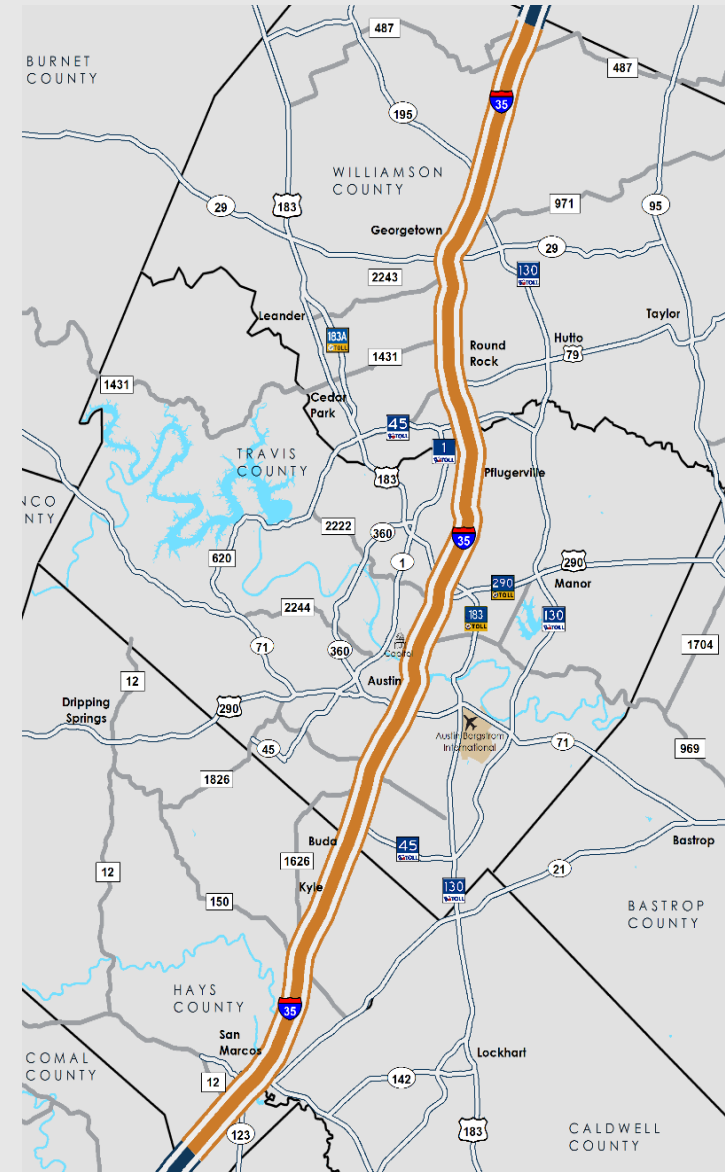 487
BURNET
COUNTY
487
35
195
WILLIAMSON
COUNTY
183
29
971
95
Georgetown
29
130
TOLL
2243
Leander
Taylor
183A
TOLL
Round
Rock
Hutto
79
1431
1431
Cedar
Park
45
TOLL
1
TOLL
TRAVIS
COUNTY
183
Pflugerville
NCO
NTY
2222
360
35
620
1
290
290
TOLL
Manor
2244
183
TOLL
130
TOLL
71
360
Capitol
1704
12
Austin
Dripping
Springs
290
Austin Bergstrom
International
45
71
969
1826
Buda
45
TOLL
Bastrop
1626
12
21
Kyle
130
TOLL
150
BASTROP
COUNTY
HAYS
COUNTY
35
San
Marcos
COMAL
COUNTY
Lockhart
12
142
123
183
CALDWELL
COUNTY